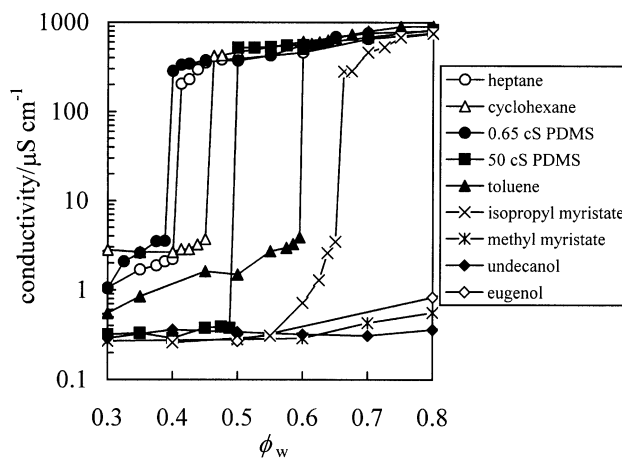 1000
100
10
1
0.1
conductivity/μS cm⁻¹
0.3 0.4 0.5 0.6 0.7 0.8
ϕw
heptane
cyclohexane
0.65 cS PDMS
50 cS PDMS
toluene
isopropyl myristate
methyl myristate
undecanol
eugenol